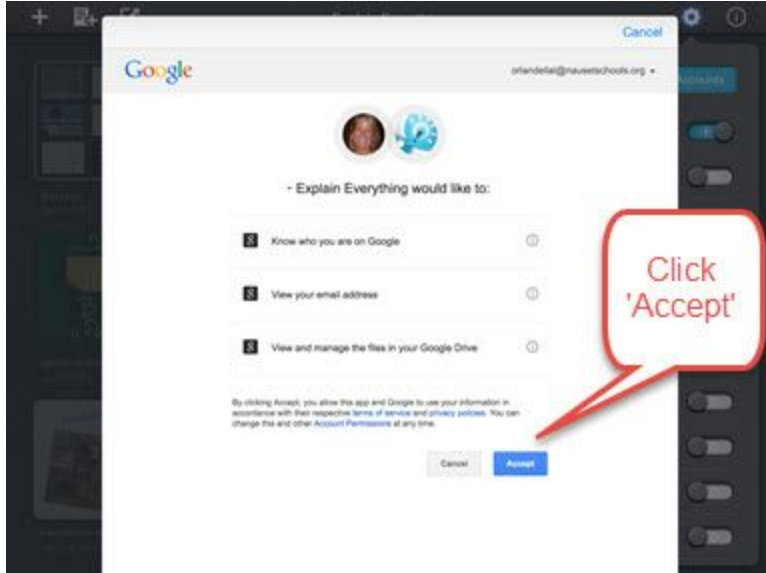 Cancel
Google
orlandellal@nausetschools.org
Accounts
- Explain Everything would like to:
Know who you are on Google
View your email address
View and manage the files in your Google Drive
Click
'Accept'
By clicking Accept, you allow this app and Google to use your information in
accordance with their respective terms of service and privacy policies. You can
change this and other Account Permissions at any time.
Cancel
Accept